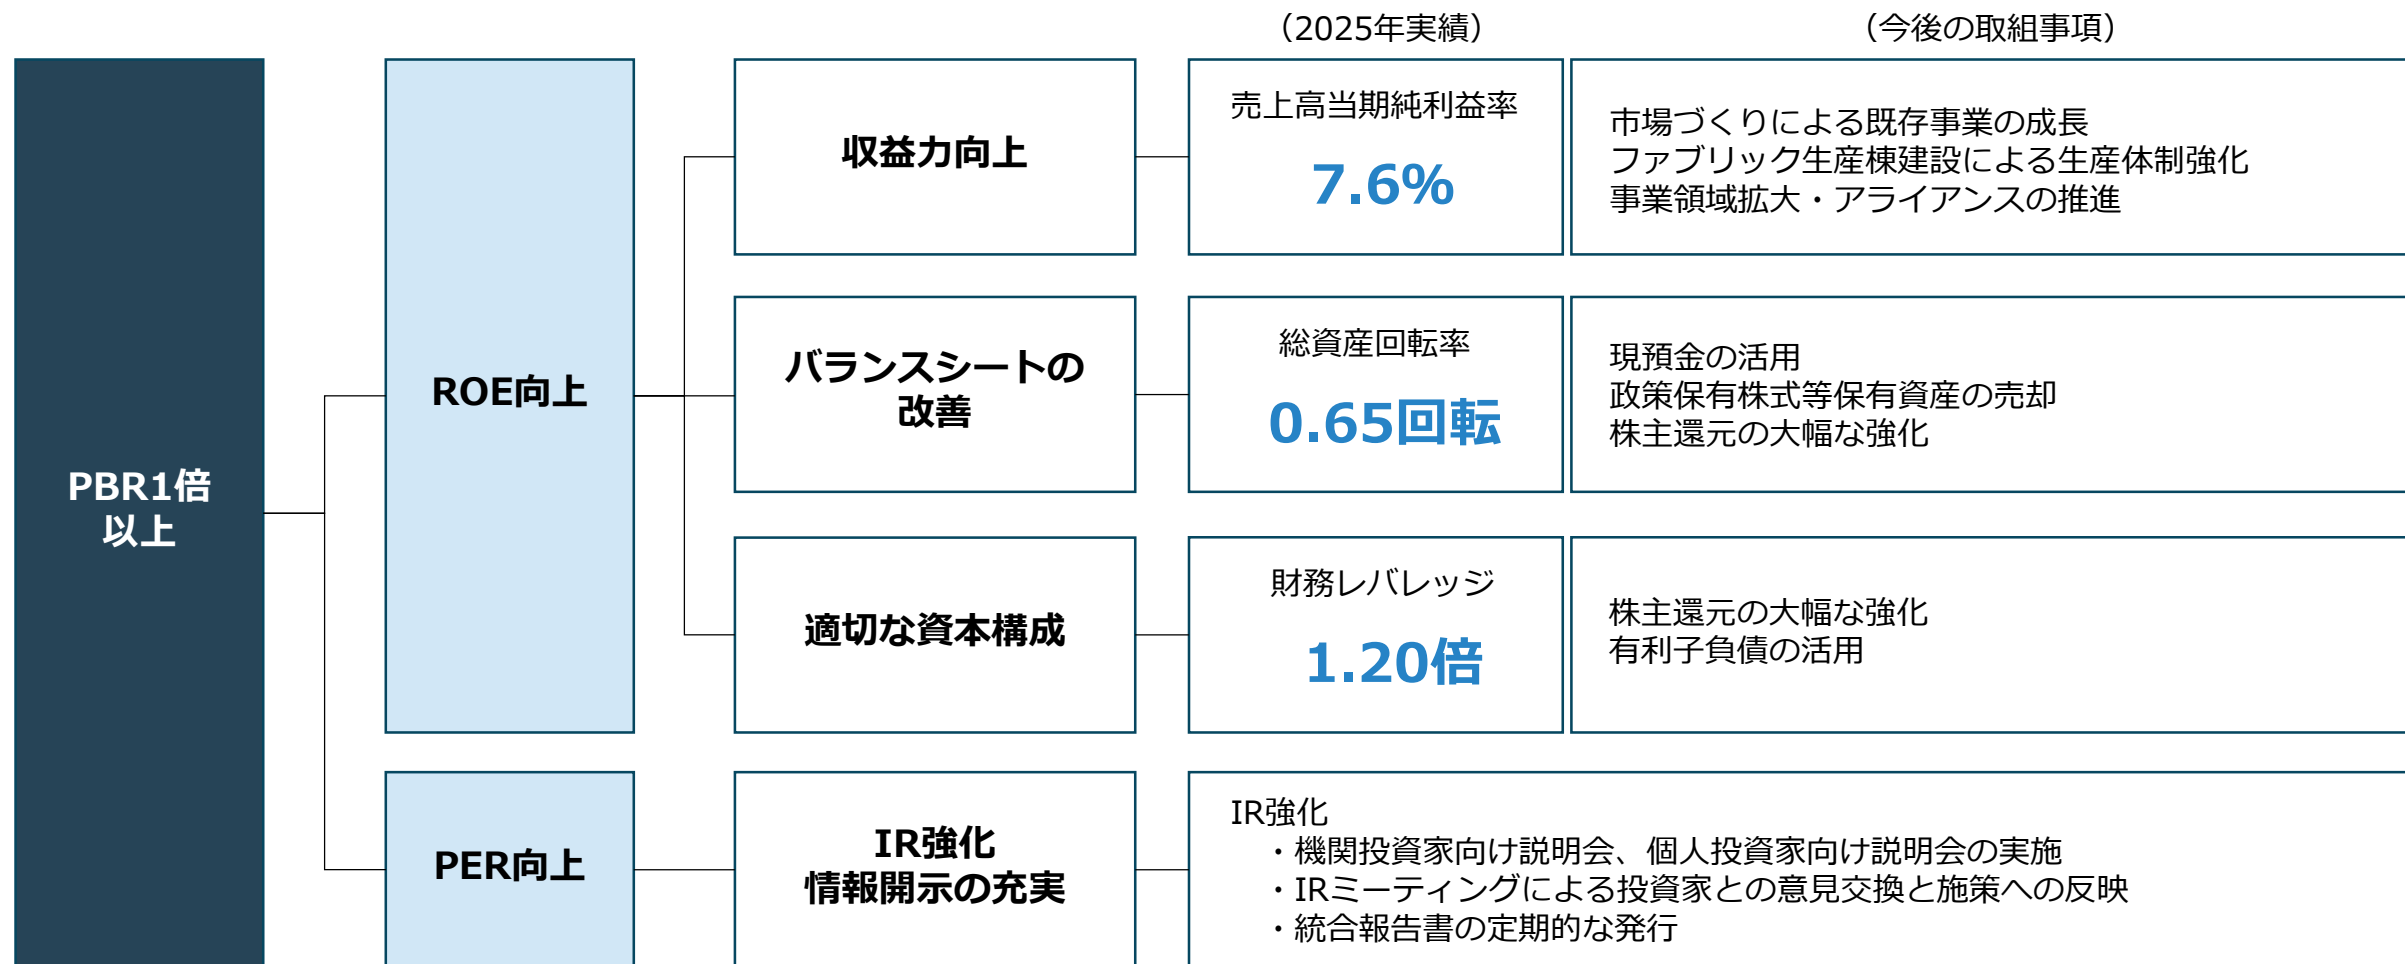 （2025年実績）
（今後の取組事項）
PBR1倍
以上
ROE向上
収益力向上
売上高当期純利益率
7.6%
市場づくりによる既存事業の成長
ファブリック生産棟建設による生産体制強化
事業領域拡大・アライアンスの推進
バランスシートの
改善
総資産回転率
0.65回転
現預金の活用
政策保有株式等保有資産の売却
株主還元の大幅な強化
適切な資本構成
財務レバレッジ
1.20倍
株主還元の大幅な強化
有利子負債の活用
PER向上
IR強化
情報開示の充実
IR強化
・機関投資家向け説明会、個人投資家向け説明会の実施
・IRミーティングによる投資家との意見交換と施策への反映
・統合報告書の定期的な発行